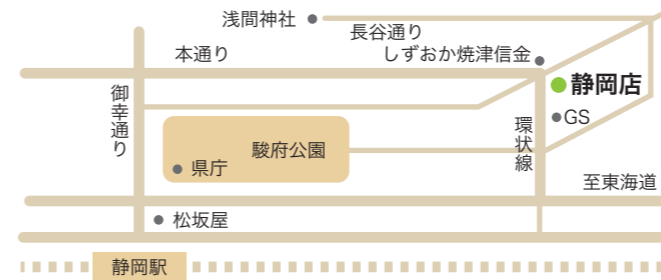 浅間神社
長谷通り
本通り
しずおか焼津信金
静岡店
御幸通り
GS
環状線
駿府公園
県庁
至東海道
松坂屋
静岡駅